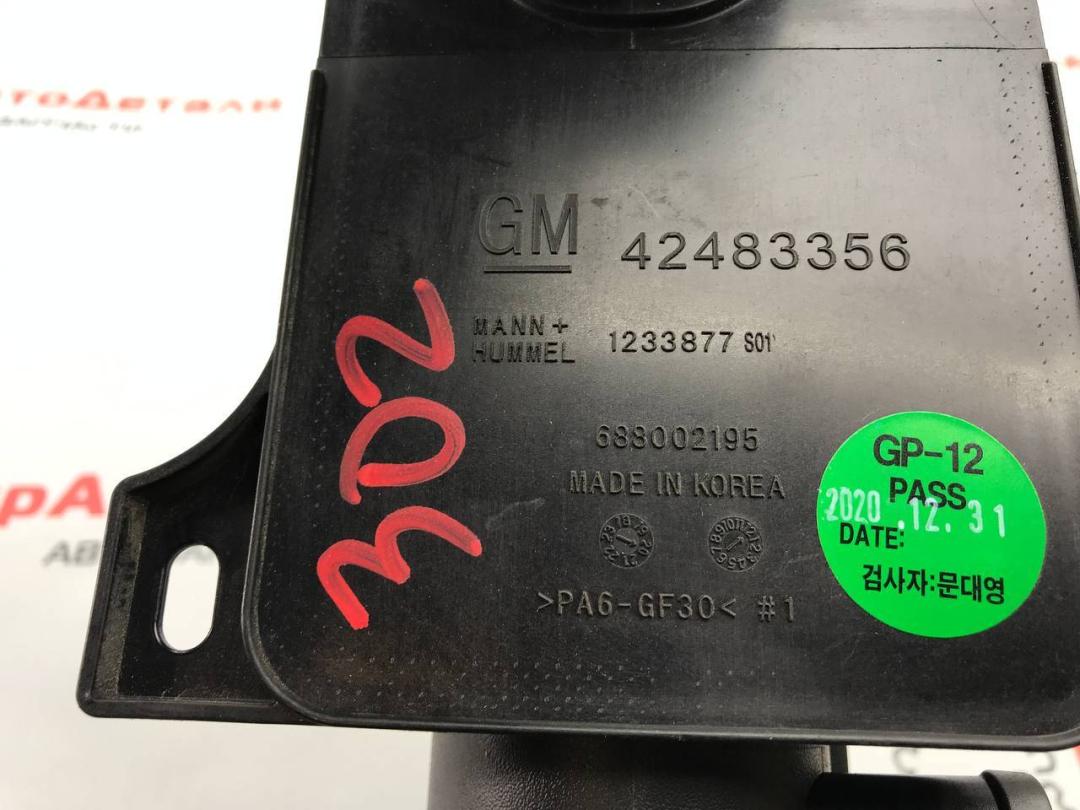 GM 42483356
MANN+
HUMMEL 1233877 S01
688002195
MADE IN KOREA
>PA6-GF30< #1
GP-12
PASS
2020.12.31
DATE:
검사자:문대영